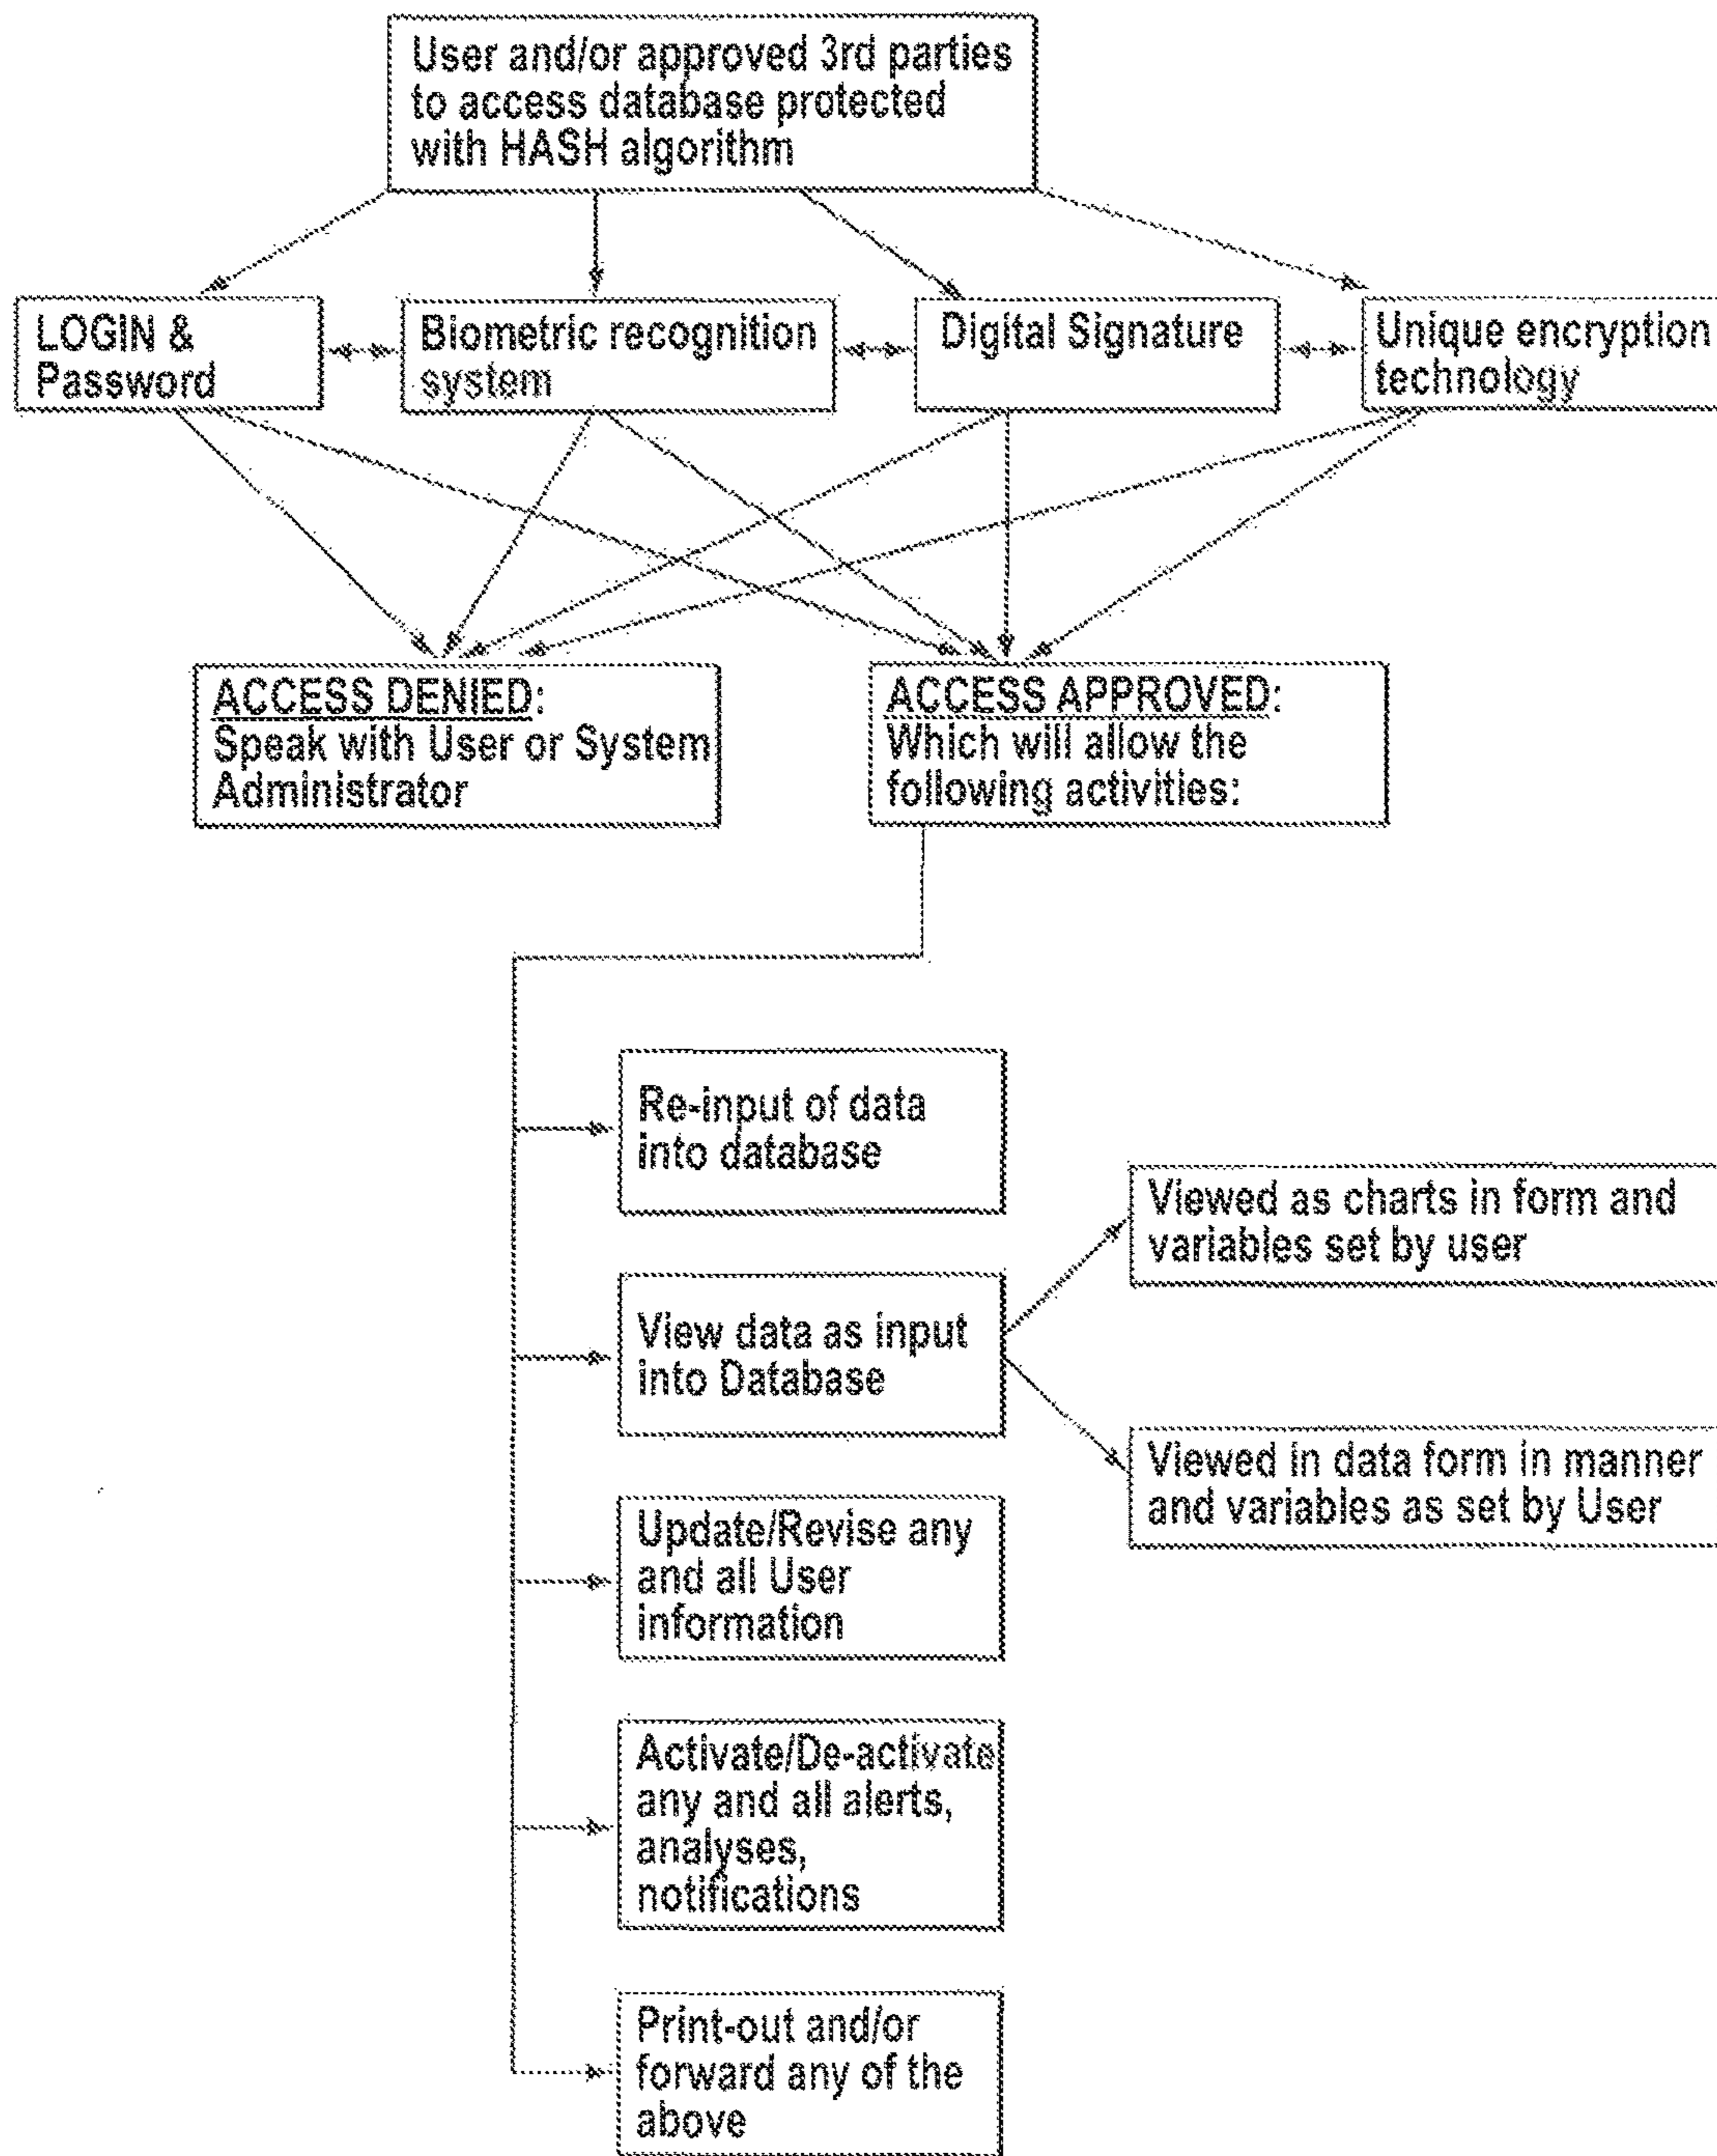 User and/or approved 3rd parties
to access database protected
with HASH algorithm
LOGIN &
Password
Biometric recognition
system
Digital Signature
Unique encryption
technology
ACCESS DENIED:
Speak with User or System
Administrator
ACCESS APPROVED:
Which will allow the
following activities:
Re-input of data
into database
View data as input
into Database
Viewed as charts in form and
variables set by user
Viewed in data form in manner
and variables as set by User
Update/Revise any
and all User
information
Activate/De-activate
any and all alerts,
analyses,
notifications
Print-out and/or
forward any of the
above